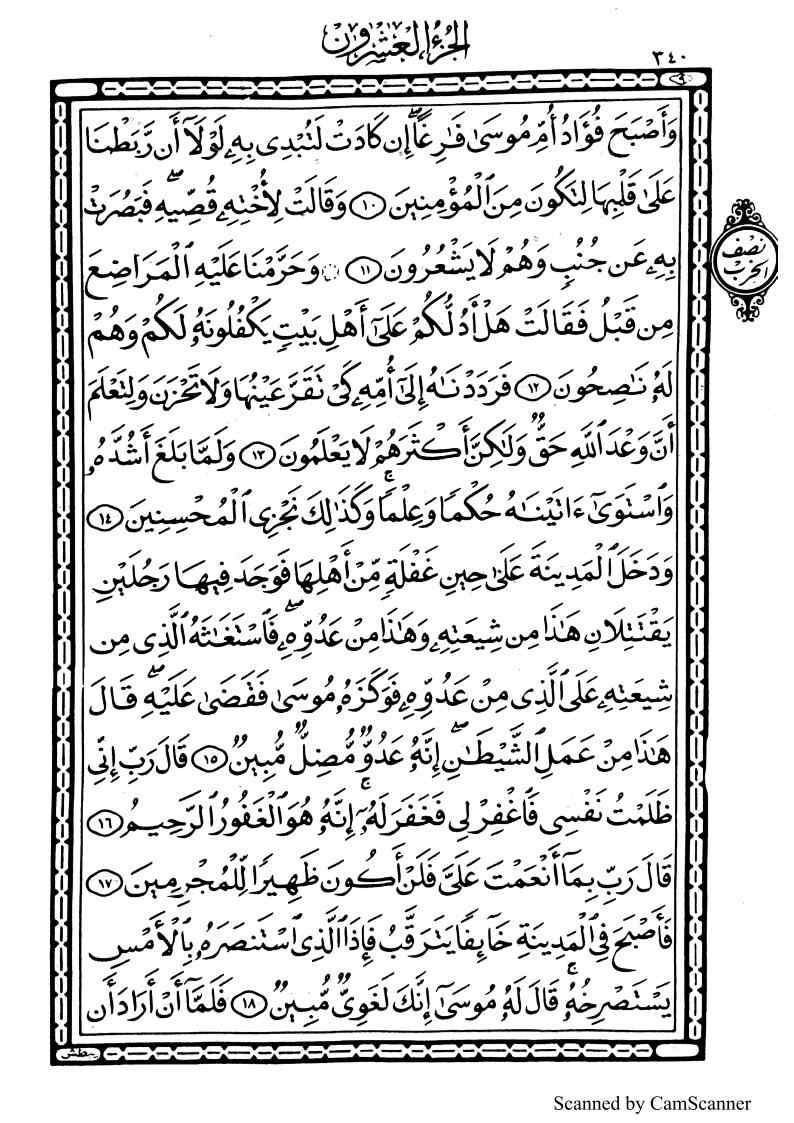 الجزء العشرون
٣٤٠
٩
وَأَصْبَحَ فُؤَادُ أُمِّ مُوسَىٰ فَـٰرِغًا ۖ إِن كَادَتْ لَتُبْدِى بِهِۦ لَوْلَآ أَن رَّبَطْنَا
عَلَىٰ قَلْبِهَا لِتَكُونَ مِنَ ٱلْمُؤْمِنِينَ ١٠ وَقَالَتْ لِأُخْتِهِۦ قُصِّيهِ ۖ فَبَصُرَتْ
بِهِۦ عَن جُنُبٍ وَهُمْ لَا يَشْعُرُونَ ١١ ۞ وَحَرَّمْنَا عَلَيْهِ ٱلْمَرَاضِعَ
نصف
الحزب
مِن قَبْلُ فَقَالَتْ هَلْ أَدُلُّكُمْ عَلَىٰٓ أَهْلِ بَيْتٍ يَكْفُلُونَهُۥ لَكُمْ وَهُمْ
لَهُۥ نَـٰصِحُونَ ١٢ فَرَدَدْنَـٰهُ إِلَىٰٓ أُمِّهِۦ كَىْ تَقَرَّ عَيْنُهَا وَلَا تَحْزَنَ وَلِتَعْلَمَ
أَنَّ وَعْدَ ٱللَّهِ حَقٌّ وَلَـٰكِنَّ أَكْثَرَهُمْ لَا يَعْلَمُونَ ١٣ وَلَمَّا بَلَغَ أَشُدَّهُۥ
وَٱسْتَوَىٰٓ ءَاتَيْنَـٰهُ حُكْمًا وَعِلْمًا ۚ وَكَذَٰلِكَ نَجْزِى ٱلْمُحْسِنِينَ ١٤
وَدَخَلَ ٱلْمَدِينَةَ عَلَىٰ حِينِ غَفْلَةٍ مِّنْ أَهْلِهَا فَوَجَدَ فِيهَا رَجُلَيْنِ
يَقْتَتِلَانِ هَـٰذَا مِن شِيعَتِهِۦ وَهَـٰذَا مِنْ عَدُوِّهِۦ ۖ فَٱسْتَغَـٰثَهُ ٱلَّذِى مِن
شِيعَتِهِۦ عَلَى ٱلَّذِى مِنْ عَدُوِّهِۦ فَوَكَزَهُۥ مُوسَىٰ فَقَضَىٰ عَلَيْهِ ۖ قَالَ
هَـٰذَا مِنْ عَمَلِ ٱلشَّيْطَـٰنِ ۖ إِنَّهُۥ عَدُوٌّ مُّضِلٌّ مُّبِينٌ ١٥ قَالَ رَبِّ إِنِّى
ظَلَمْتُ نَفْسِى فَٱغْفِرْ لِى فَغَفَرَ لَهُۥٓ ۚ إِنَّهُۥ هُوَ ٱلْغَفُورُ ٱلرَّحِيمُ ١٦
قَالَ رَبِّ بِمَآ أَنْعَمْتَ عَلَىَّ فَلَنْ أَكُونَ ظَهِيرًا لِّلْمُجْرِمِينَ ١٧
فَأَصْبَحَ فِى ٱلْمَدِينَةِ خَآئِفًا يَتَرَقَّبُ فَإِذَا ٱلَّذِى ٱسْتَنصَرَهُۥ بِٱلْأَمْسِ
يَسْتَصْرِخُهُۥ ۚ قَالَ لَهُۥ مُوسَىٰٓ إِنَّكَ لَغَوِىٌّ مُّبِينٌ ١٨ فَلَمَّآ أَنْ أَرَادَ أَن
يبطش
Scanned by CamScanner